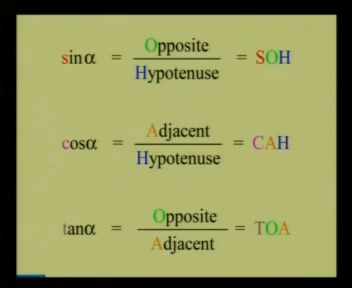 sinα = Opposite / Hypotenuse = SOH
cosα = Adjacent / Hypotenuse = CAH
tanα = Opposite / Adjacent = TOA